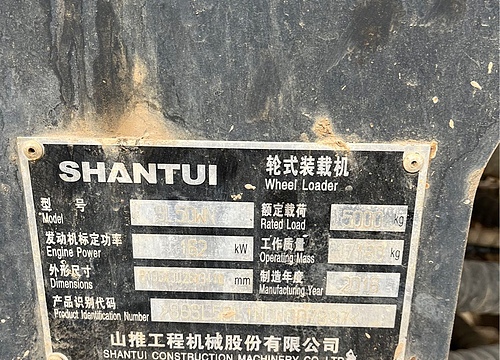 SHANTUI 轮式装载机
Wheel Loader
型 号 额定载荷 kg
Model Rated Load
发动机标定功率 kW 工作质量 kg
Engine Power Operating Mass
外形尺寸 mm 制造年度
Dimensions Manufacturing Year
产品识别代码
Product Identification Number
山推工程机械股份有限公司
SHANTUI CONSTRUCTION MACHINERY CO.,LTD.